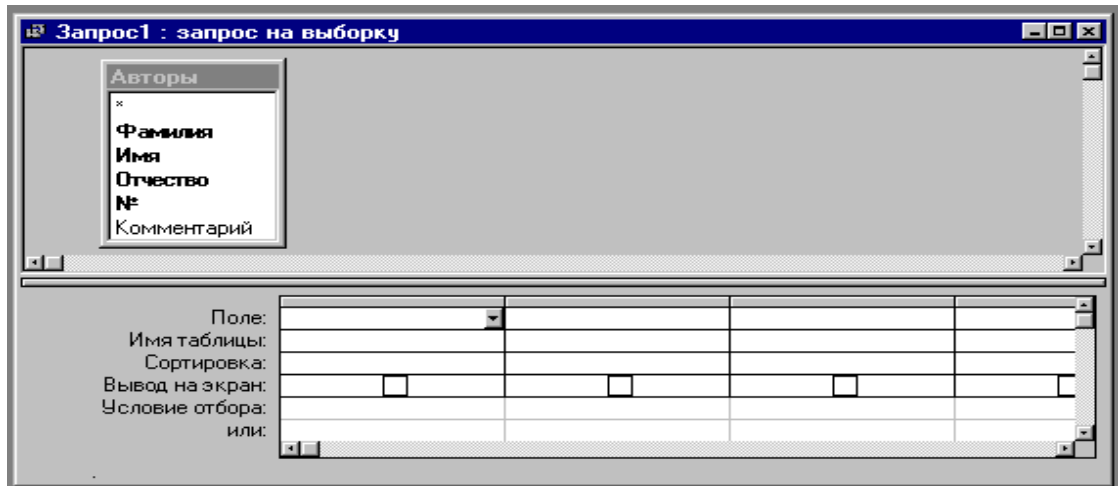 Запрос1 : запрос на выборку
Авторы
*
Фамилия
Имя
Отчество
№
Комментарий
Поле:
Имя таблицы:
Сортировка:
Вывод на экран:
Условие отбора:
или: